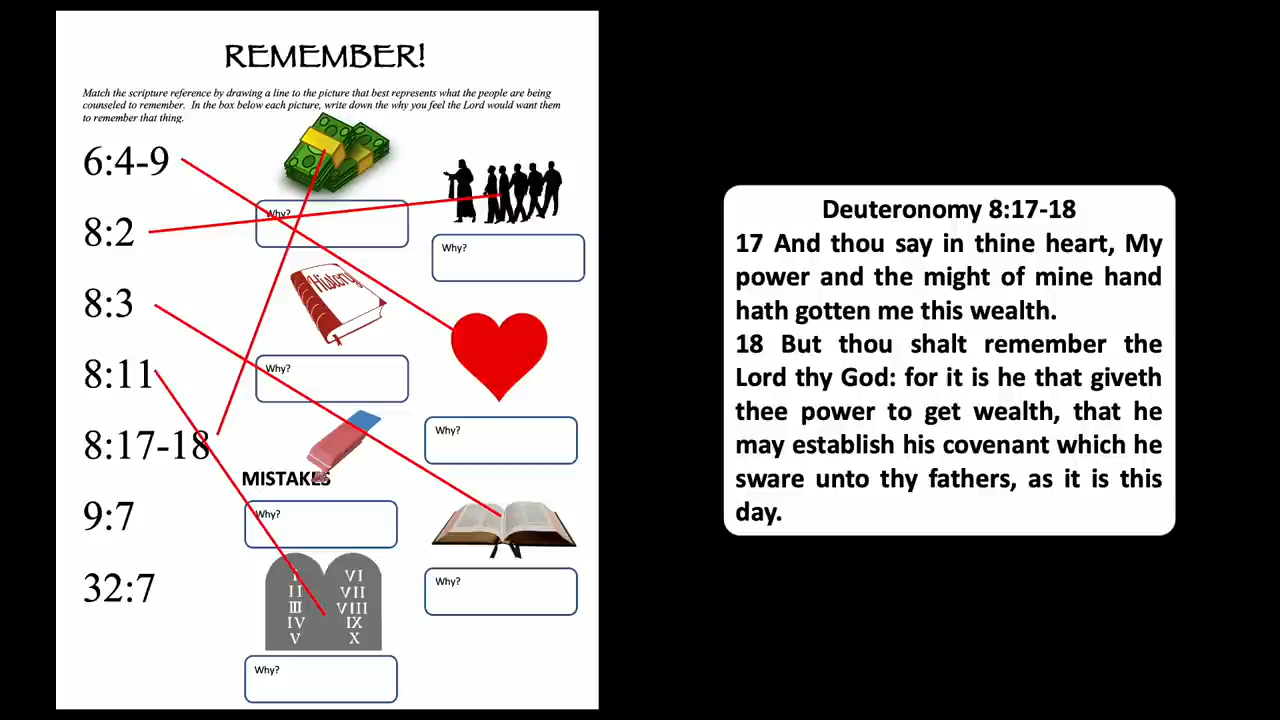 REMEMBER!
Match the scripture reference by drawing a line to the picture that best represents what the people are being
counseled to remember. In the box below each picture, write down the why you feel the Lord would want them
to remember that thing.
6:4-9
8:2
8:3
8:11
8:17-18
9:7
32:7
Why?
Why?
History
Why?
Why?
MISTAKES
Why?
Why?
I
II
III
IV
V
VI
VII
VIII
IX
X
Why?
Deuteronomy 8:17-18
17 And thou say in thine heart, My
power and the might of mine hand
hath gotten me this wealth.
18 But thou shalt remember the
Lord thy God: for it is he that giveth
thee power to get wealth, that he
may establish his covenant which he
sware unto thy fathers, as it is this
day.